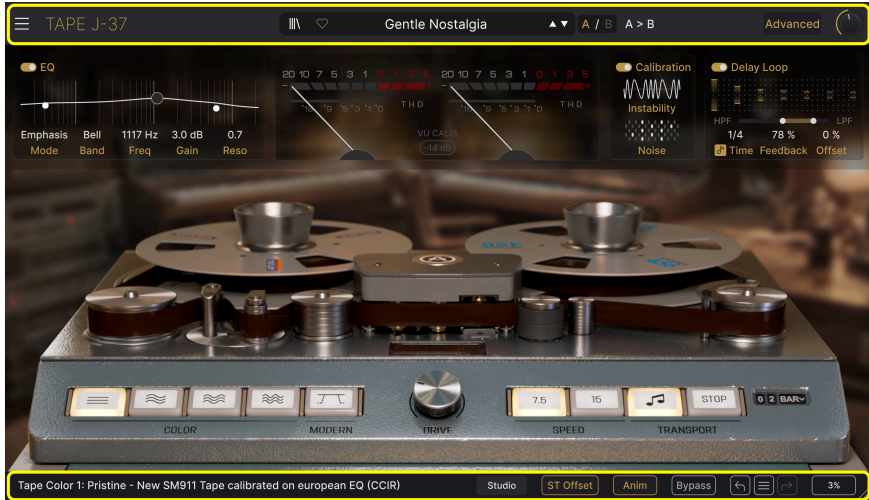 TAPE J-37
Gentle Nostalgia
A / B A > B
Advanced
EQ
Emphasis Bell 1117 Hz 3.0 dB 0.7
Mode Band Freq Gain Reso
20 10 7 5 3 1 0 1 3 5 20 10 7 5 3 1 0 1 3 5
THD THD
VU CALIB
-14 dB
Calibration
Instability
Noise
Delay Loop
HPF LPF
1/4 78 % 0 %
Time Feedback Offset
7.5 15 STOP 0 2 BAR
COLOR MODERN DRIVE SPEED TRANSPORT
Tape Color 1: Pristine - New SM911 Tape calibrated on european EQ (CCIR) Studio ST Offset Anim Bypass 3%